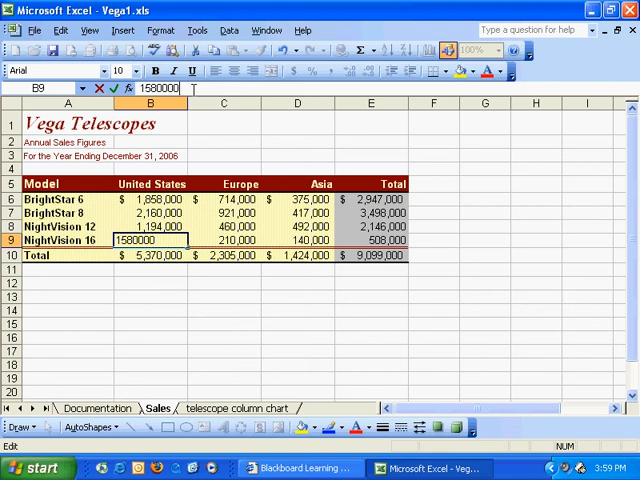 Microsoft Excel - Vega1.xls
File Edit View Insert Format Tools Data Window Help Type a question for help
100%
Arial 10 B I U $ % ,
B9 1580000
A B C D E F G H I
1 Vega Telescopes
2 Annual Sales Figures
3 For the Year Ending December 31, 2006
4
5 Model United States Europe Asia Total
6 BrightStar 6 $ 1,858,000 $ 714,000 $ 375,000 $ 2,947,000
7 BrightStar 8 2,160,000 921,000 417,000 3,498,000
8 NightVision 12 1,194,000 460,000 492,000 2,146,000
9 NightVision 16 1580000 210,000 140,000 508,000
10 Total $ 5,370,000 $ 2,305,000 $ 1,424,000 $ 9,099,000
11
12
13
14
15
16
17
18
19
20
Documentation Sales telescope column chart
Draw AutoShapes
Edit NUM
start Blackboard Learning ... Microsoft Excel - Veg... 3:59 PM